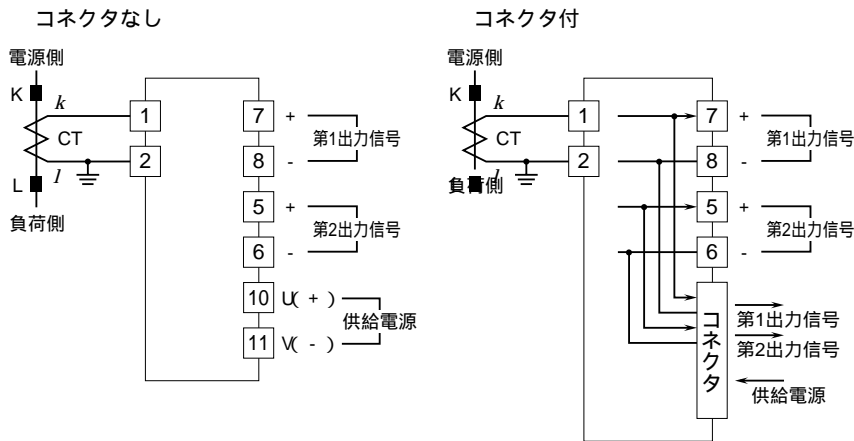 コネクタなし
電源側
K
k
CT
L
l
負荷側
1
2
7 +
第1出力信号
8 -
5 +
第2出力信号
6 -
10 U( + )
供給電源
11 V( - )
コネクタ付
電源側
K
k
CT
l
負荷側
1
2
7 +
第1出力信号
8 -
5 +
第2出力信号
6 -
コネクタ
第1出力信号
第2出力信号
供給電源